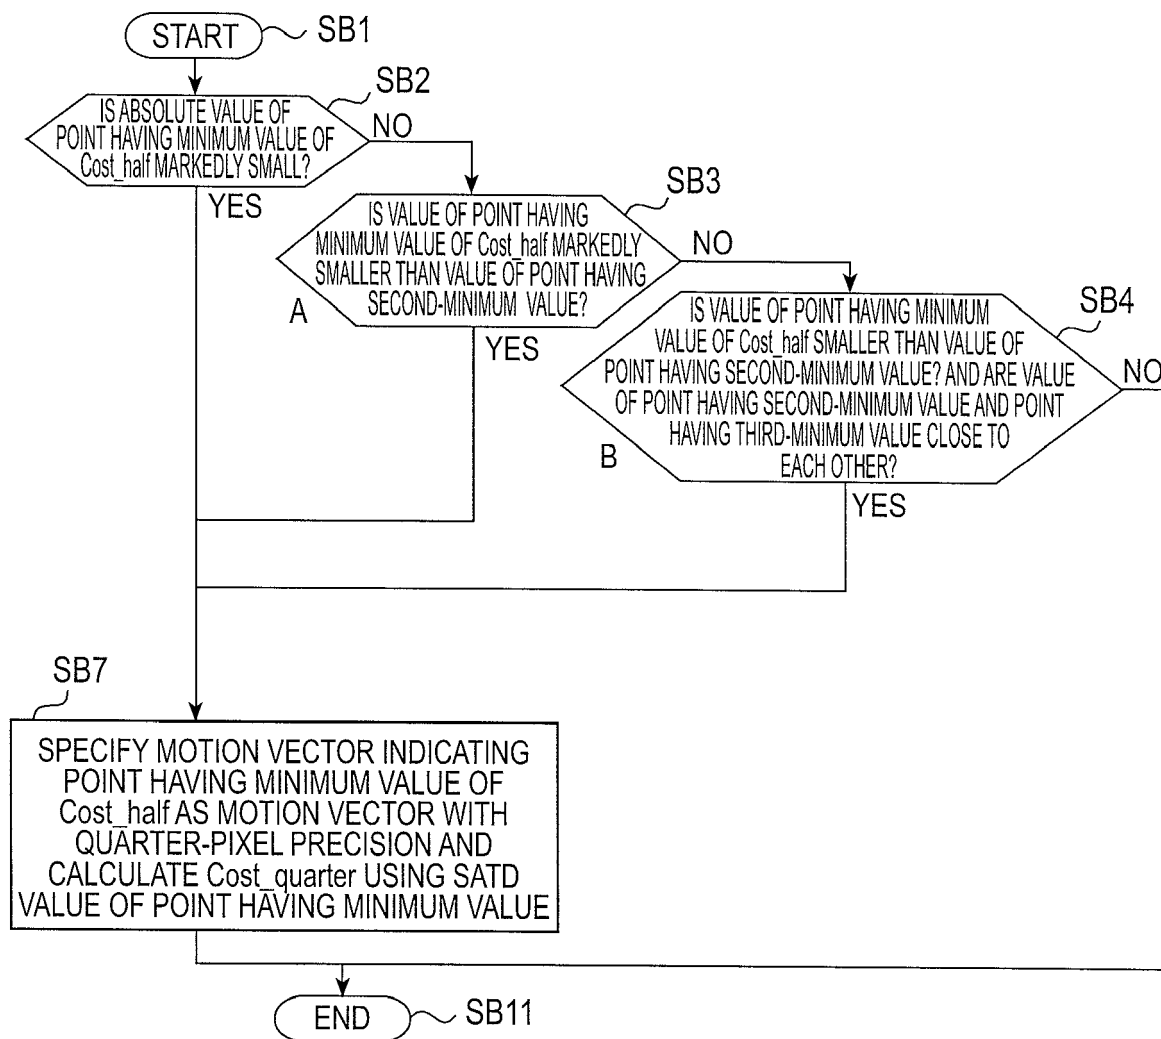 START
SB1
SB2
IS ABSOLUTE VALUE OF
POINT HAVING MINIMUM VALUE OF
Cost_half MARKEDLY SMALL?
NO
YES
SB3
IS VALUE OF POINT HAVING
MINIMUM VALUE OF Cost_half MARKEDLY
SMALLER THAN VALUE OF POINT HAVING
SECOND-MINIMUM VALUE?
A
NO
YES
SB4
IS VALUE OF POINT HAVING MINIMUM
VALUE OF Cost_half SMALLER THAN VALUE OF
POINT HAVING SECOND-MINIMUM VALUE? AND ARE VALUE
OF POINT HAVING SECOND-MINIMUM VALUE AND POINT
HAVING THIRD-MINIMUM VALUE CLOSE TO
EACH OTHER?
B
NO
YES
SB7
SPECIFY MOTION VECTOR INDICATING
POINT HAVING MINIMUM VALUE OF
Cost_half AS MOTION VECTOR WITH
QUARTER-PIXEL PRECISION AND
CALCULATE Cost_quarter USING SATD
VALUE OF POINT HAVING MINIMUM VALUE
END
SB11